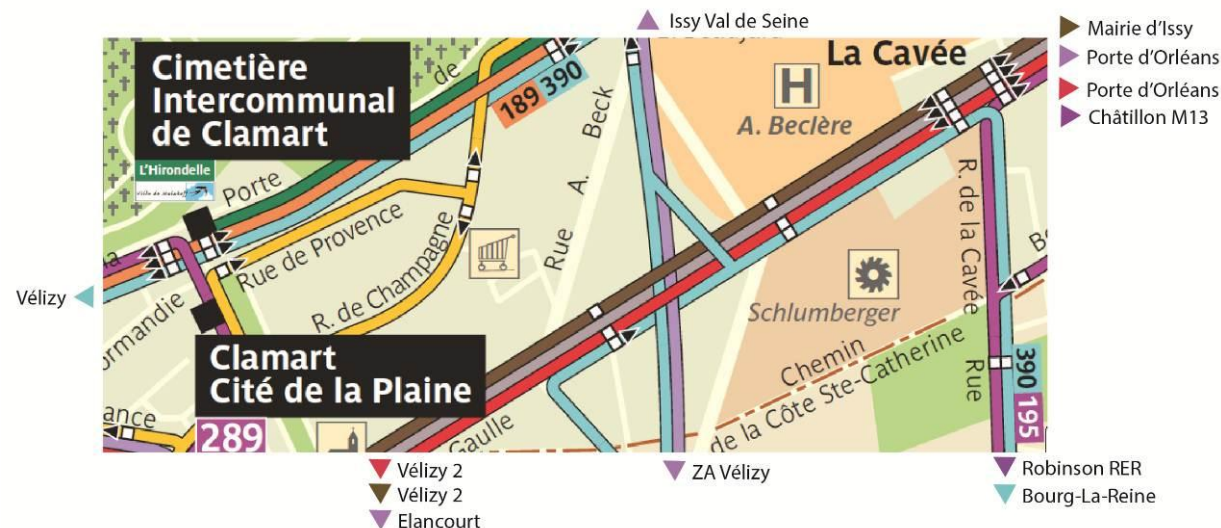 Issy Val de Seine
Mairie d'Issy
Porte d'Orléans
Porte d'Orléans
Châtillon M13
Cimetière
Intercommunal
de Clamart
L'Hirondelle
de
189 390
La Cavée
H
A. Beclère
Rue A. Beck
Porte
Rue de Provence
R. de Champagne
R. de la Cavée
Schlumberger
Vélizy
ormandie
Clamart
Cité de la Plaine
Chemin
de la Côte Ste-Catherine
Rue
390
195
ance
289
Gaulle
Vélizy 2
Vélizy 2
Elancourt
ZA Vélizy
Robinson RER
Bourg-La-Reine